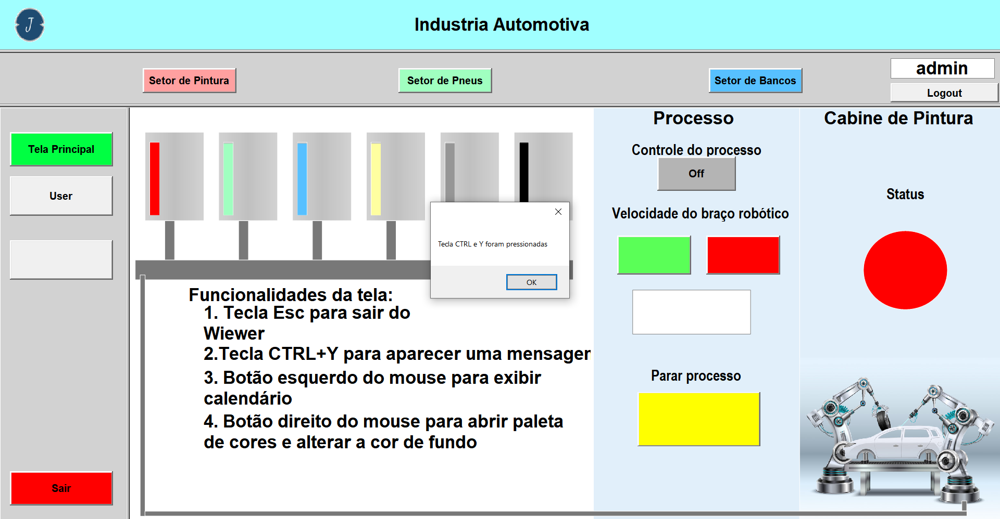 J
Industria Automotiva
Setor de Pintura
Setor de Pneus
Setor de Bancos
admin
Logout
Tela Principal
User
Sair
Tecla CTRL e Y foram pressionadas
OK
Funcionalidades da tela:
1. Tecla Esc para sair do
Wiewer
2.Tecla CTRL+Y para aparecer uma mensager
3. Botão esquerdo do mouse para exibir
calendário
4. Botão direito do mouse para abrir paleta
de cores e alterar a cor de fundo
Processo
Controle do processo
Off
Velocidade do braço robótico
Parar processo
Cabine de Pintura
Status